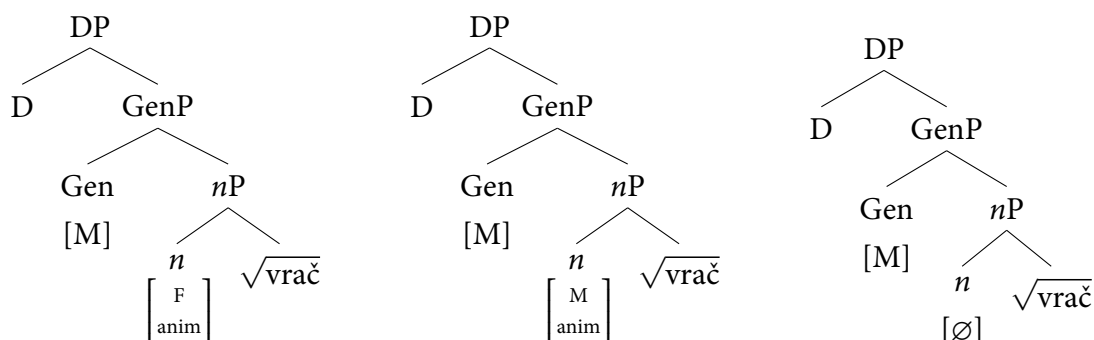 DP
D GenP
Gen nP
[M]
n √vrač
[F
anim]
DP
D GenP
Gen nP
[M]
n √vrač
[M
anim]
DP
D GenP
Gen nP
[M]
n √vrač
[∅]